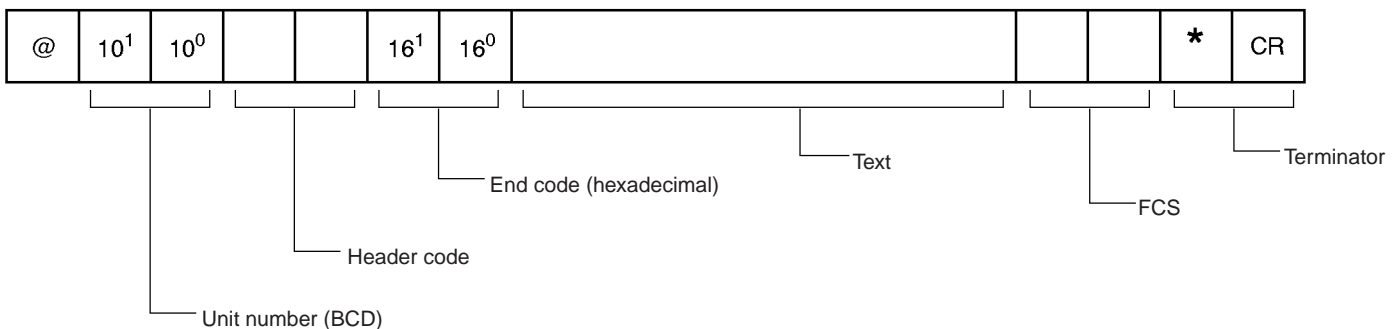 @ 10¹ 10⁰ 16¹ 16⁰ * CR
Text
Terminator
End code (hexadecimal)
FCS
Header code
Unit number (BCD)